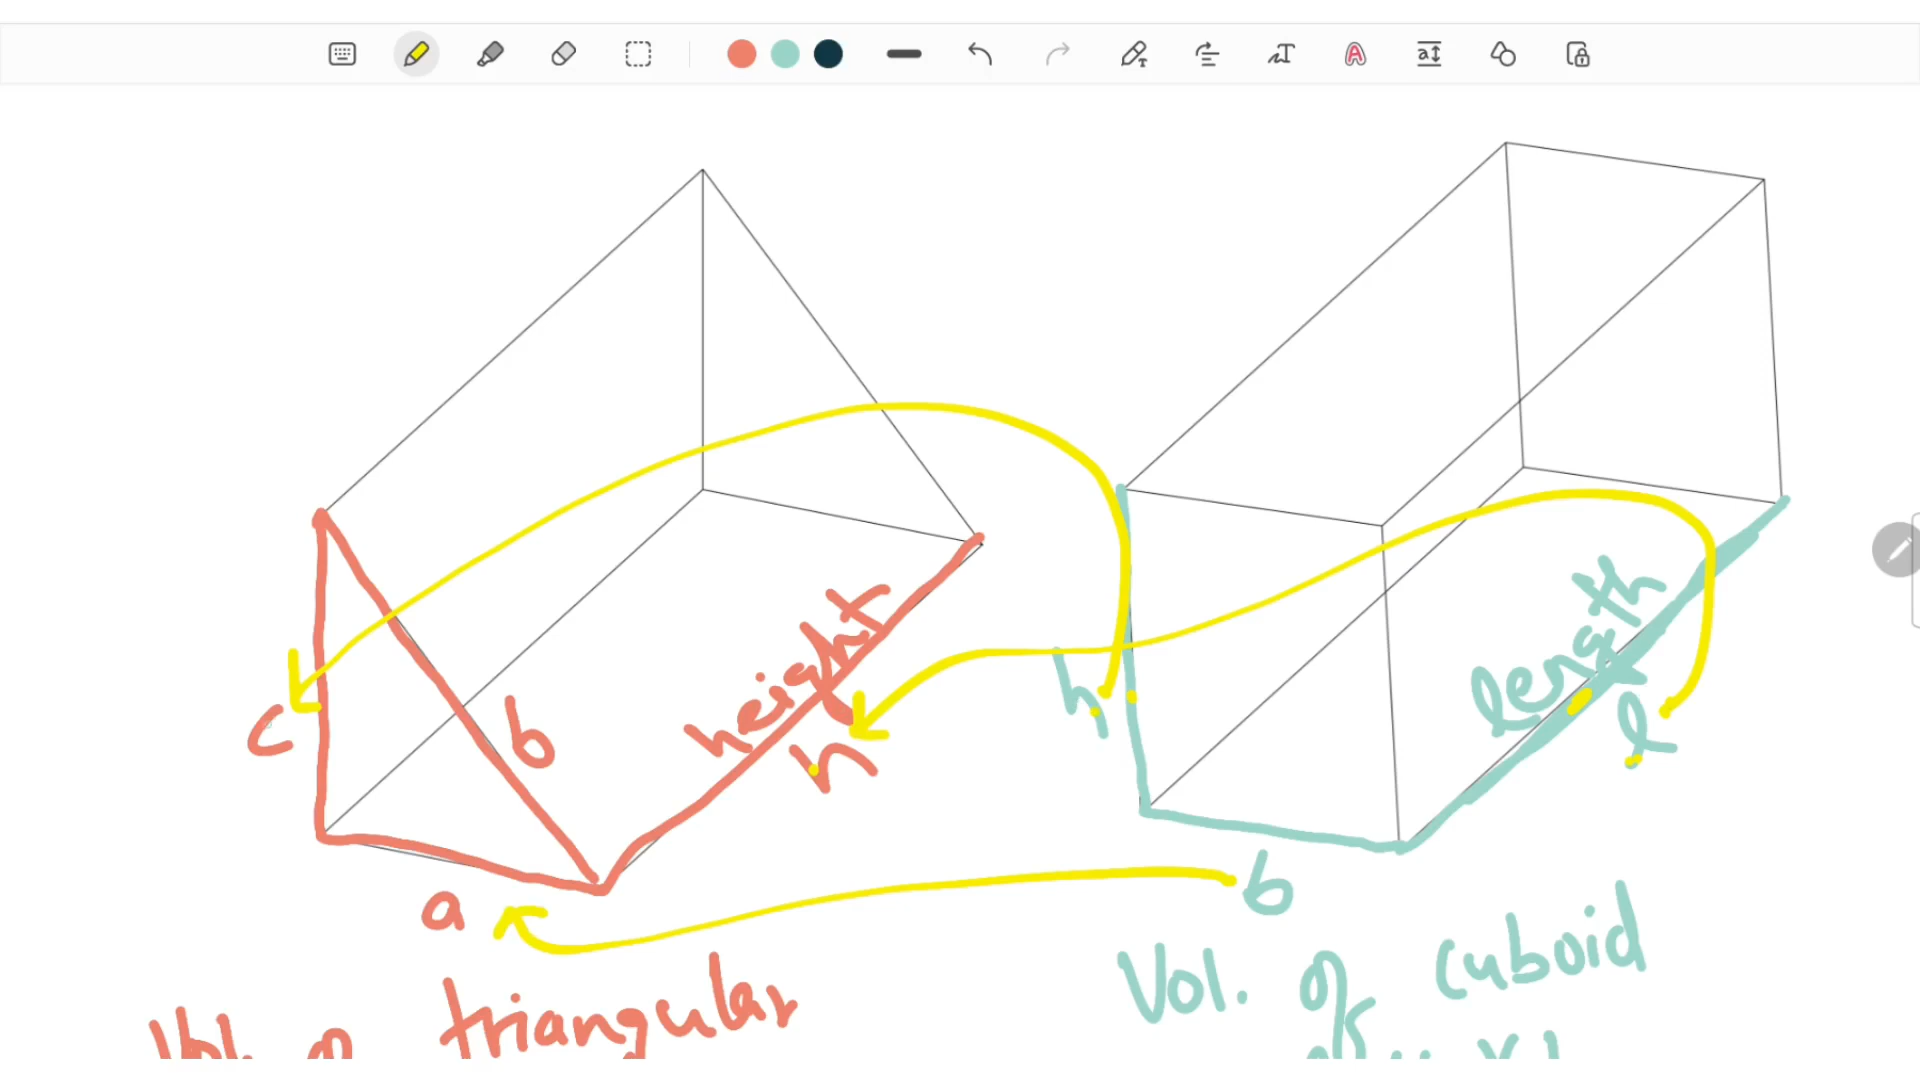 c
b
height
h
a
h
length
l
b
Vol. of cuboid
triangular